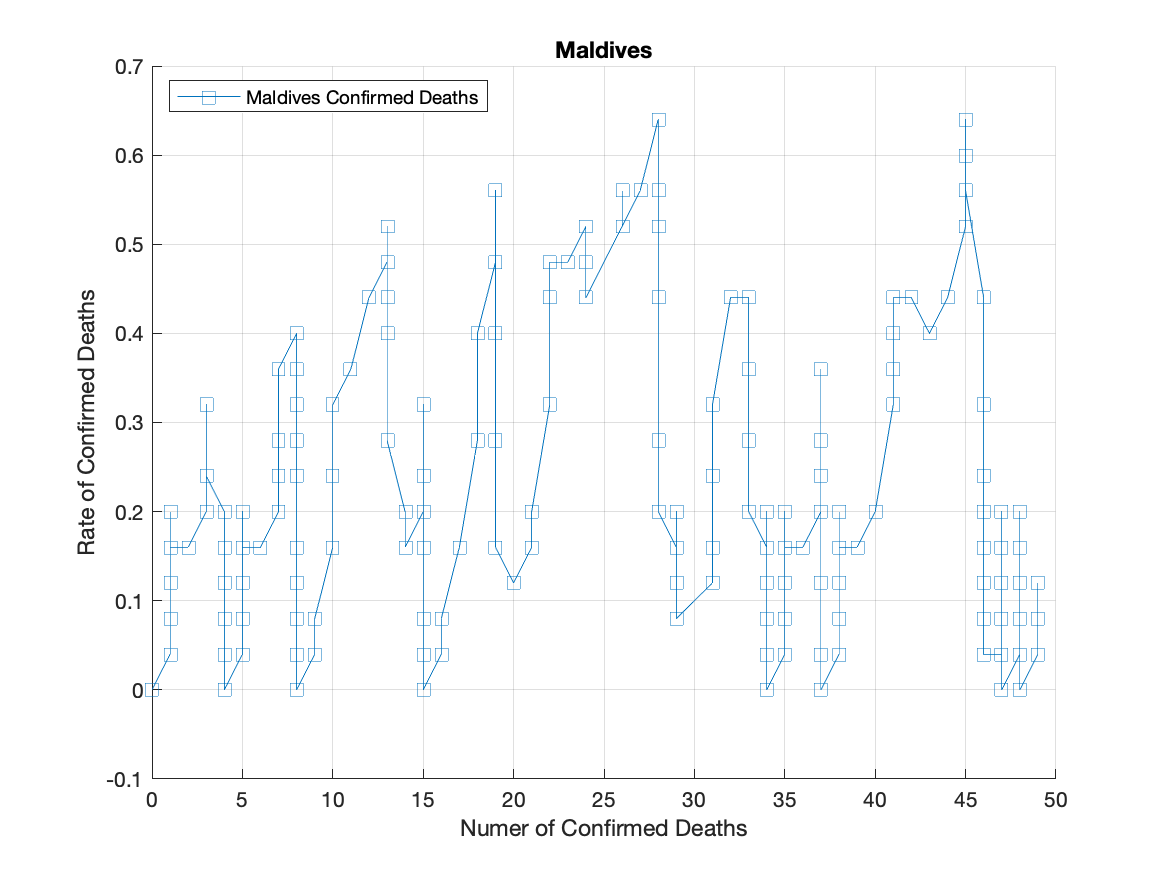 Maldives
Maldives Confirmed Deaths
Rate of Confirmed Deaths
0.7
0.6
0.5
0.4
0.3
0.2
0.1
0
-0.1
0 5 10 15 20 25 30 35 40 45 50
Numer of Confirmed Deaths